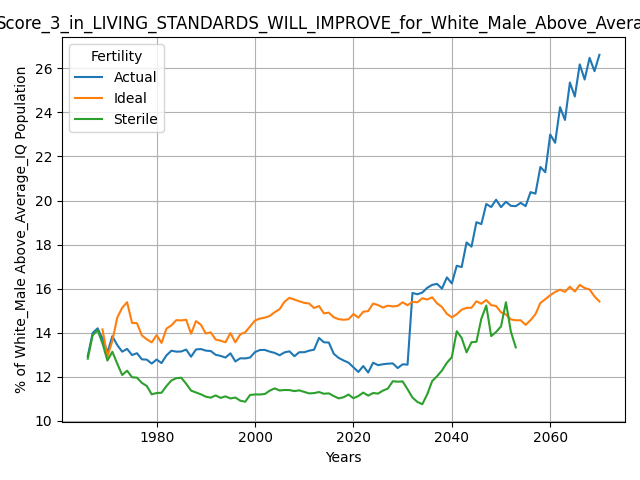 Score_3_in_LIVING_STANDARDS_WILL_IMPROVE_for_White_Male_Above_Avera
Fertility
Actual
Ideal
Sterile
% of White_Male Above_Average_IQ Population
26
24
22
20
18
16
14
12
10
1980
2000
2020
2040
2060
Years